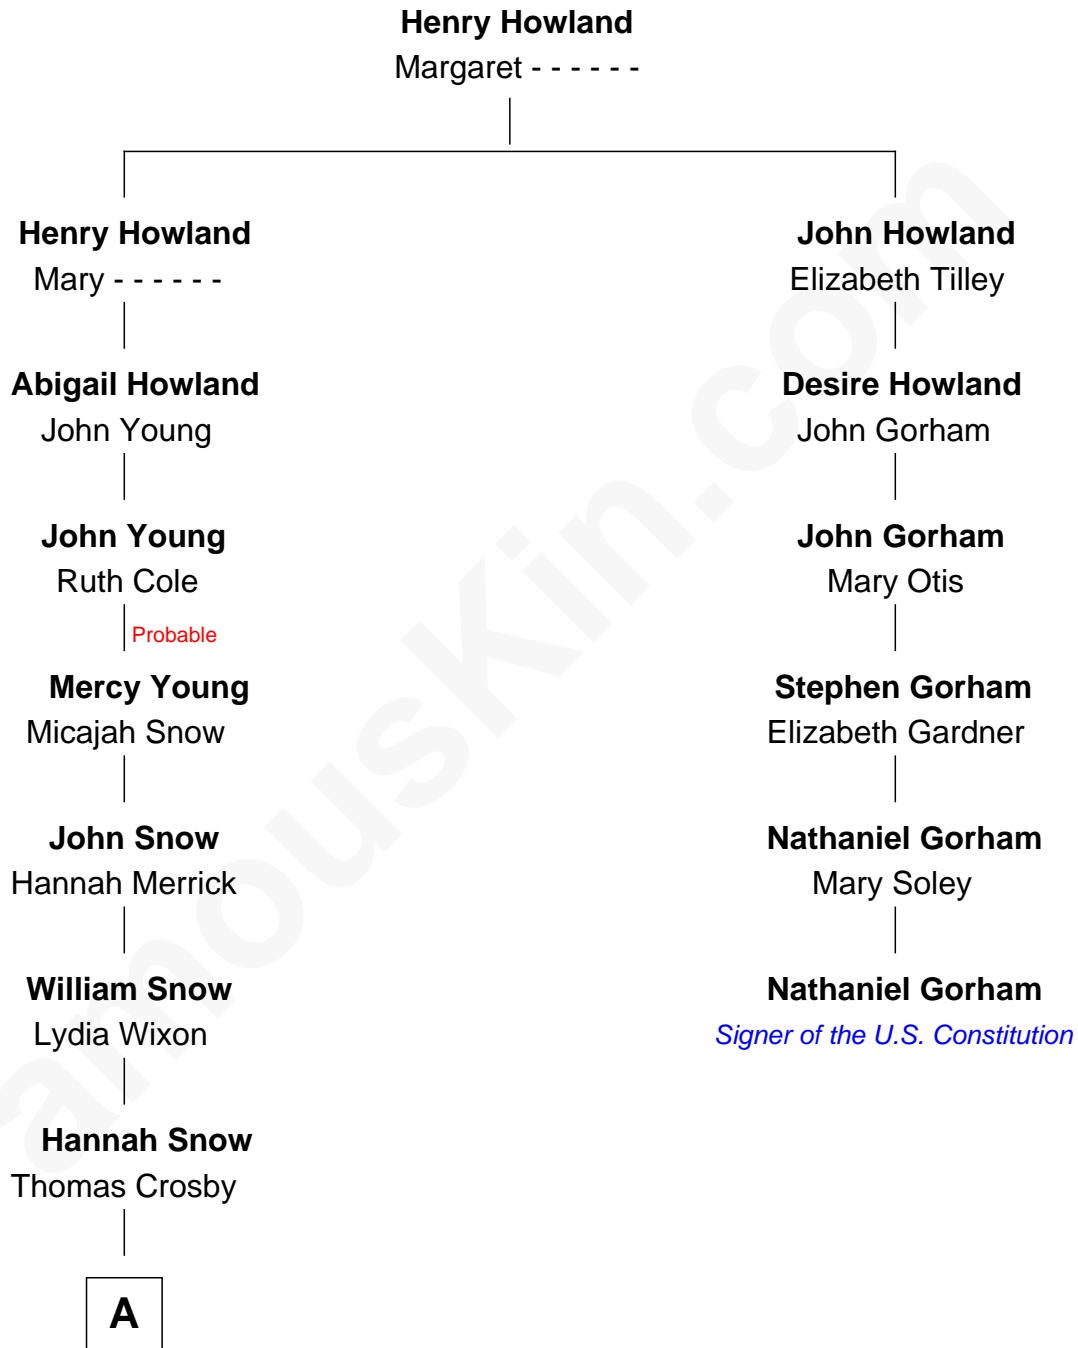 Henry Howland
Margaret - - - - - -
Henry Howland
Mary - - - - - -
John Howland
Elizabeth Tilley
Abigail Howland
John Young
Desire Howland
John Gorham
John Young
Ruth Cole
John Gorham
Mary Otis
Probable
Mercy Young
Micajah Snow
Stephen Gorham
Elizabeth Gardner
John Snow
Hannah Merrick
Nathaniel Gorham
Mary Soley
William Snow
Lydia Wixon
Nathaniel Gorham
Signer of the U.S. Constitution
Hannah Snow
Thomas Crosby
A
amousKin.com